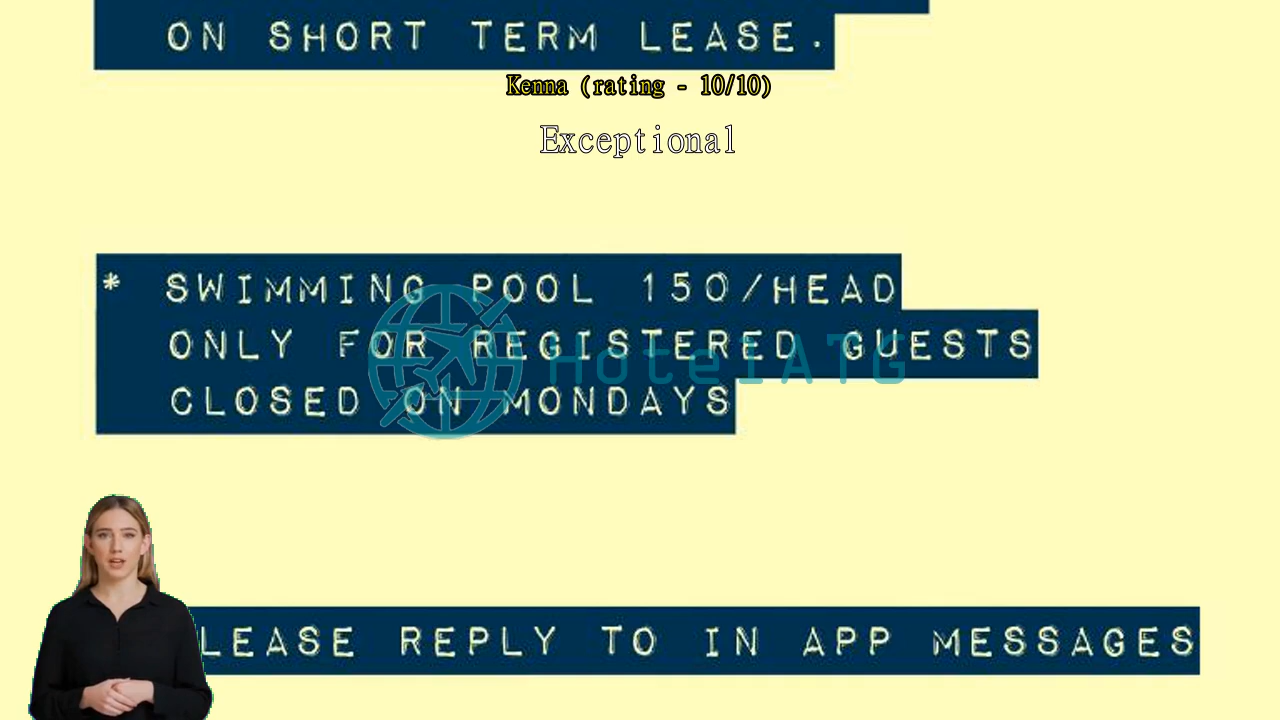 ON SHORT TERM LEASE.
Kenna (rating - 10/10)
Exceptional
* SWIMMING POOL 150/HEAD
ONLY FOR REGISTERED GUESTS
HotelATG
CLOSED ON MONDAYS
LEASE REPLY TO IN APP MESSAGES